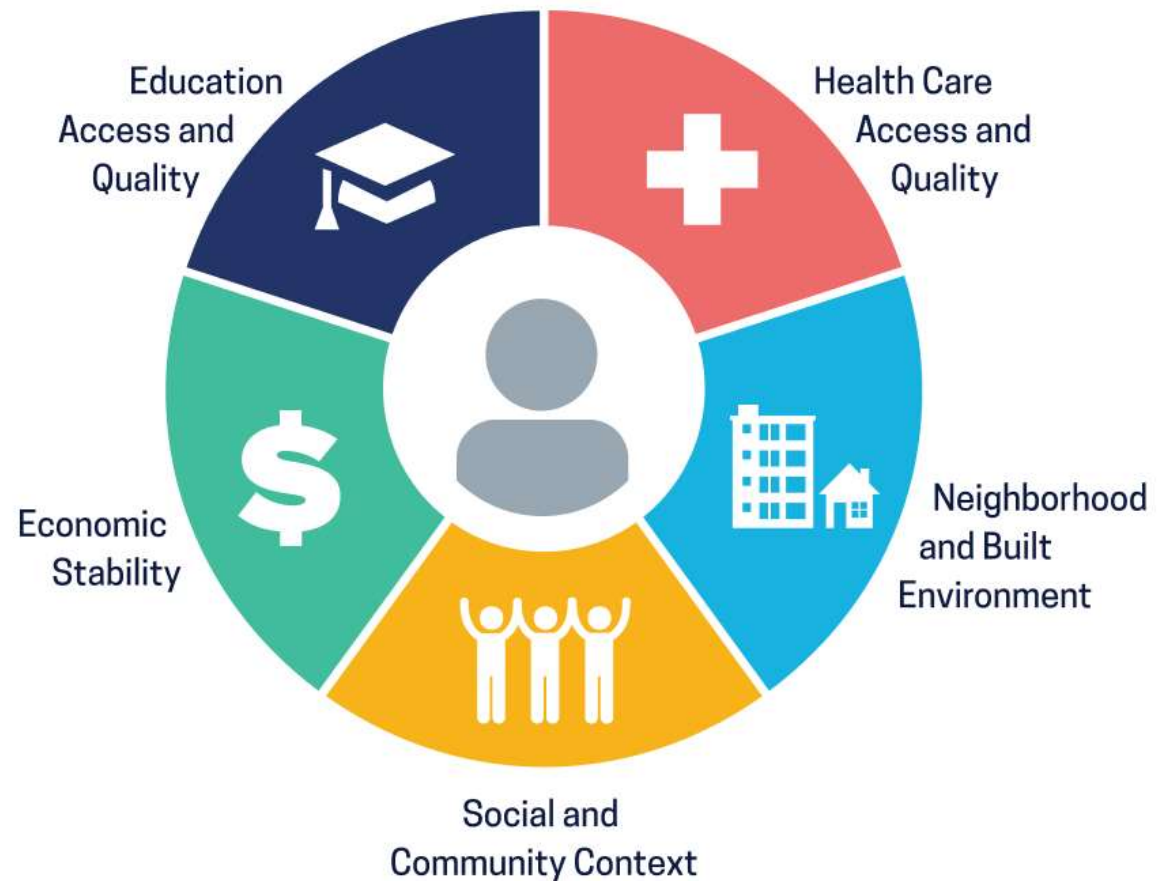 Education
Access and
Quality
Health Care
Access and
Quality
Economic
Stability
Neighborhood
and Built
Environment
Social and
Community Context